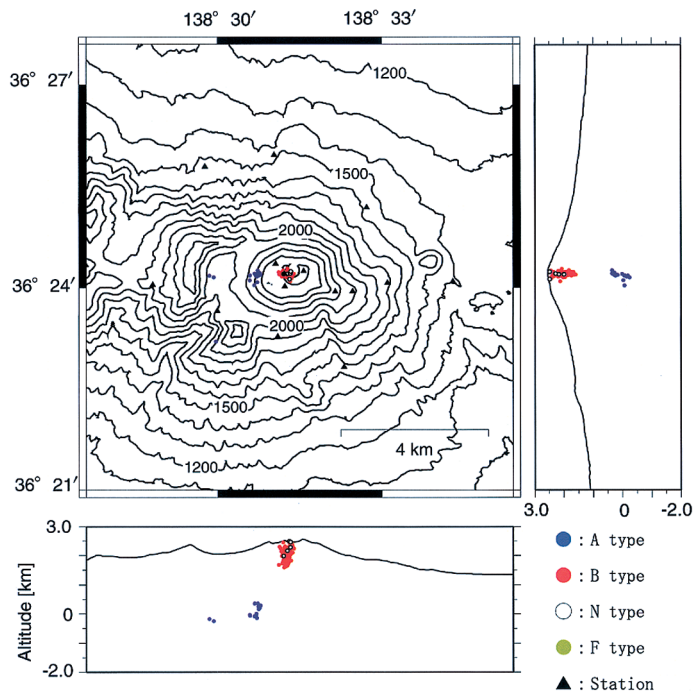 138° 30′ 138° 33′
36° 27′
1200
1500
2000
36° 24′
2000
1500
4 km
1200
36° 21′
3.0 0 -2.0
3.0
0
-2.0
Altitude [km]
: A type
: B type
: N type
: F type
: Station